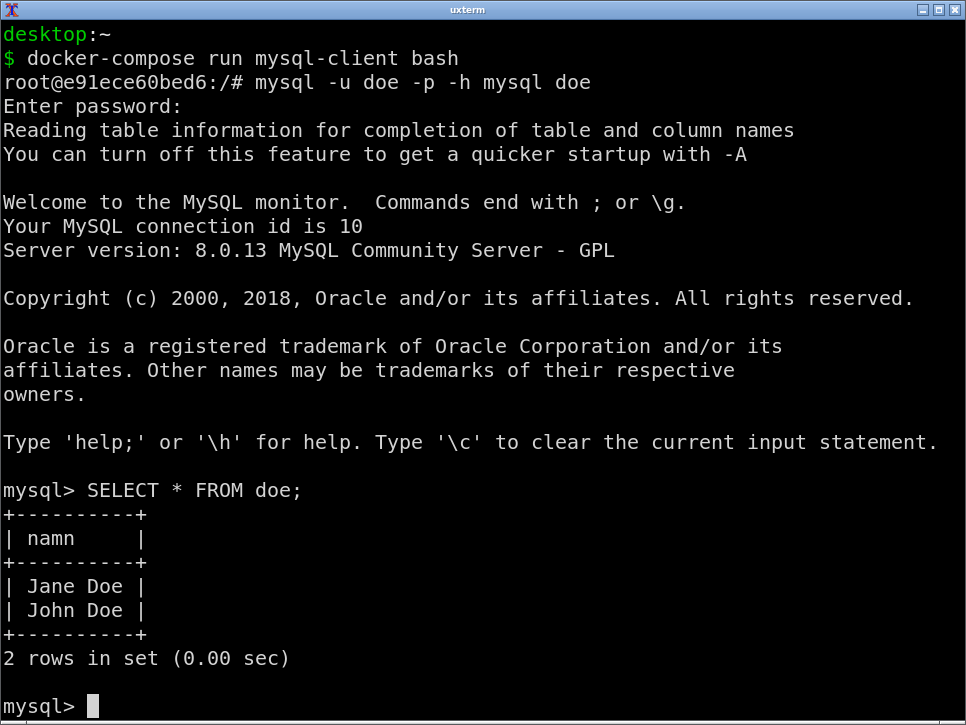 uxterm
desktop:~
$ docker-compose run mysql-client bash
root@e91ece60bed6:/# mysql -u doe -p -h mysql doe
Enter password:
Reading table information for completion of table and column names
You can turn off this feature to get a quicker startup with -A

Welcome to the MySQL monitor.  Commands end with ; or \g.
Your MySQL connection id is 10
Server version: 8.0.13 MySQL Community Server - GPL

Copyright (c) 2000, 2018, Oracle and/or its affiliates. All rights reserved.

Oracle is a registered trademark of Oracle Corporation and/or its
affiliates. Other names may be trademarks of their respective
owners.

Type 'help;' or '\h' for help. Type '\c' to clear the current input statement.

mysql> SELECT * FROM doe;
+----------+
| namn     |
+----------+
| Jane Doe |
| John Doe |
+----------+
2 rows in set (0.00 sec)

mysql>